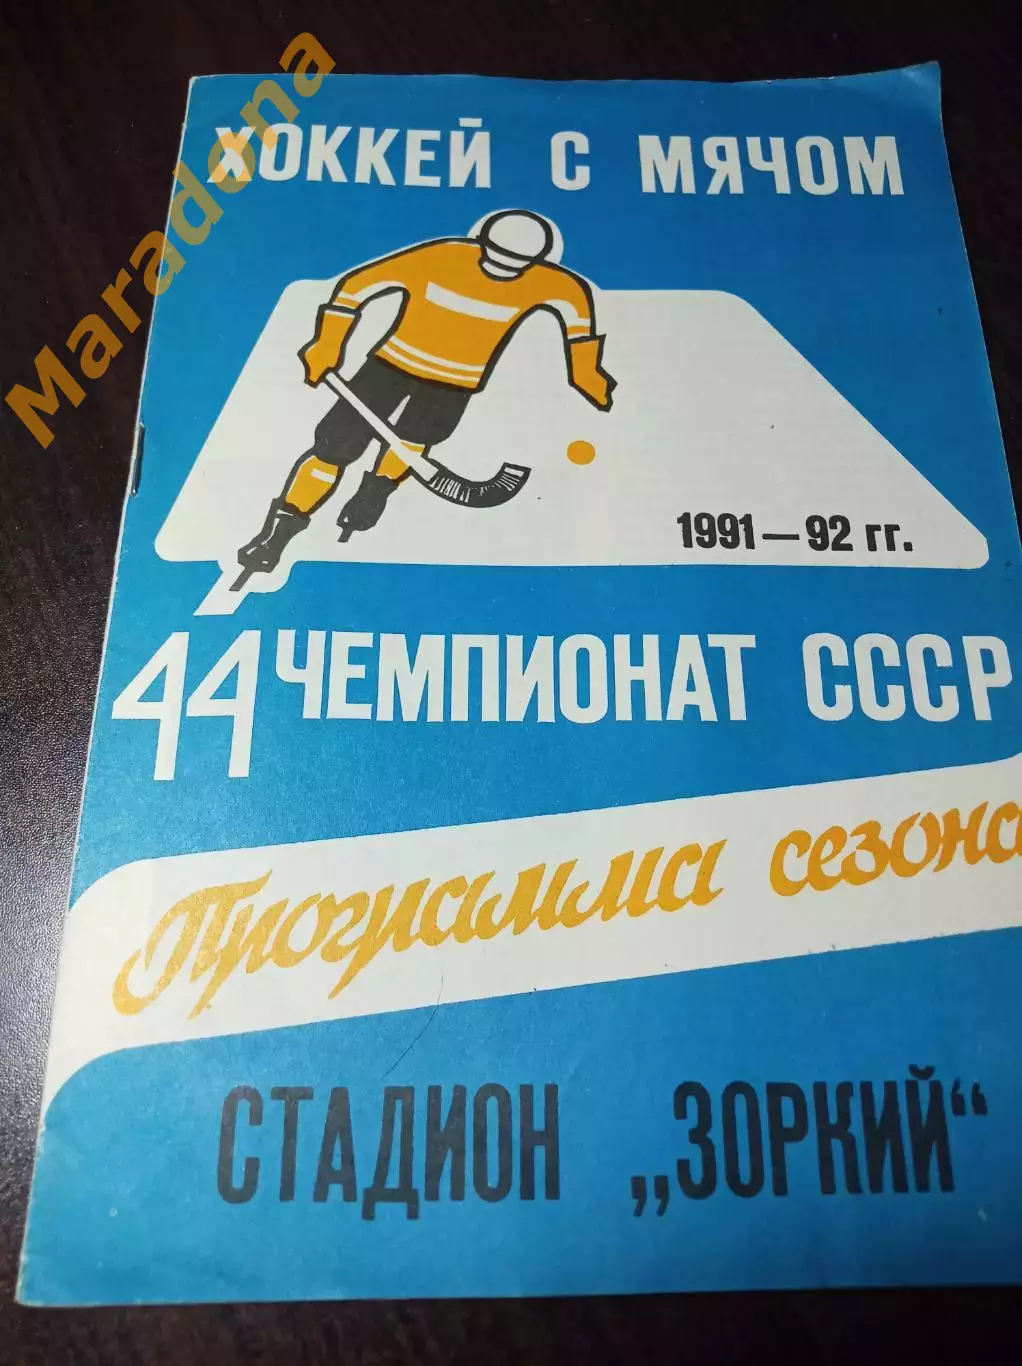 Maradona
ХОККЕЙ С МЯЧОМ
1991—92 гг.
44 ЧЕМПИОНАТ СССР
Программа сезона
СТАДИОН „ЗОРКИЙ“